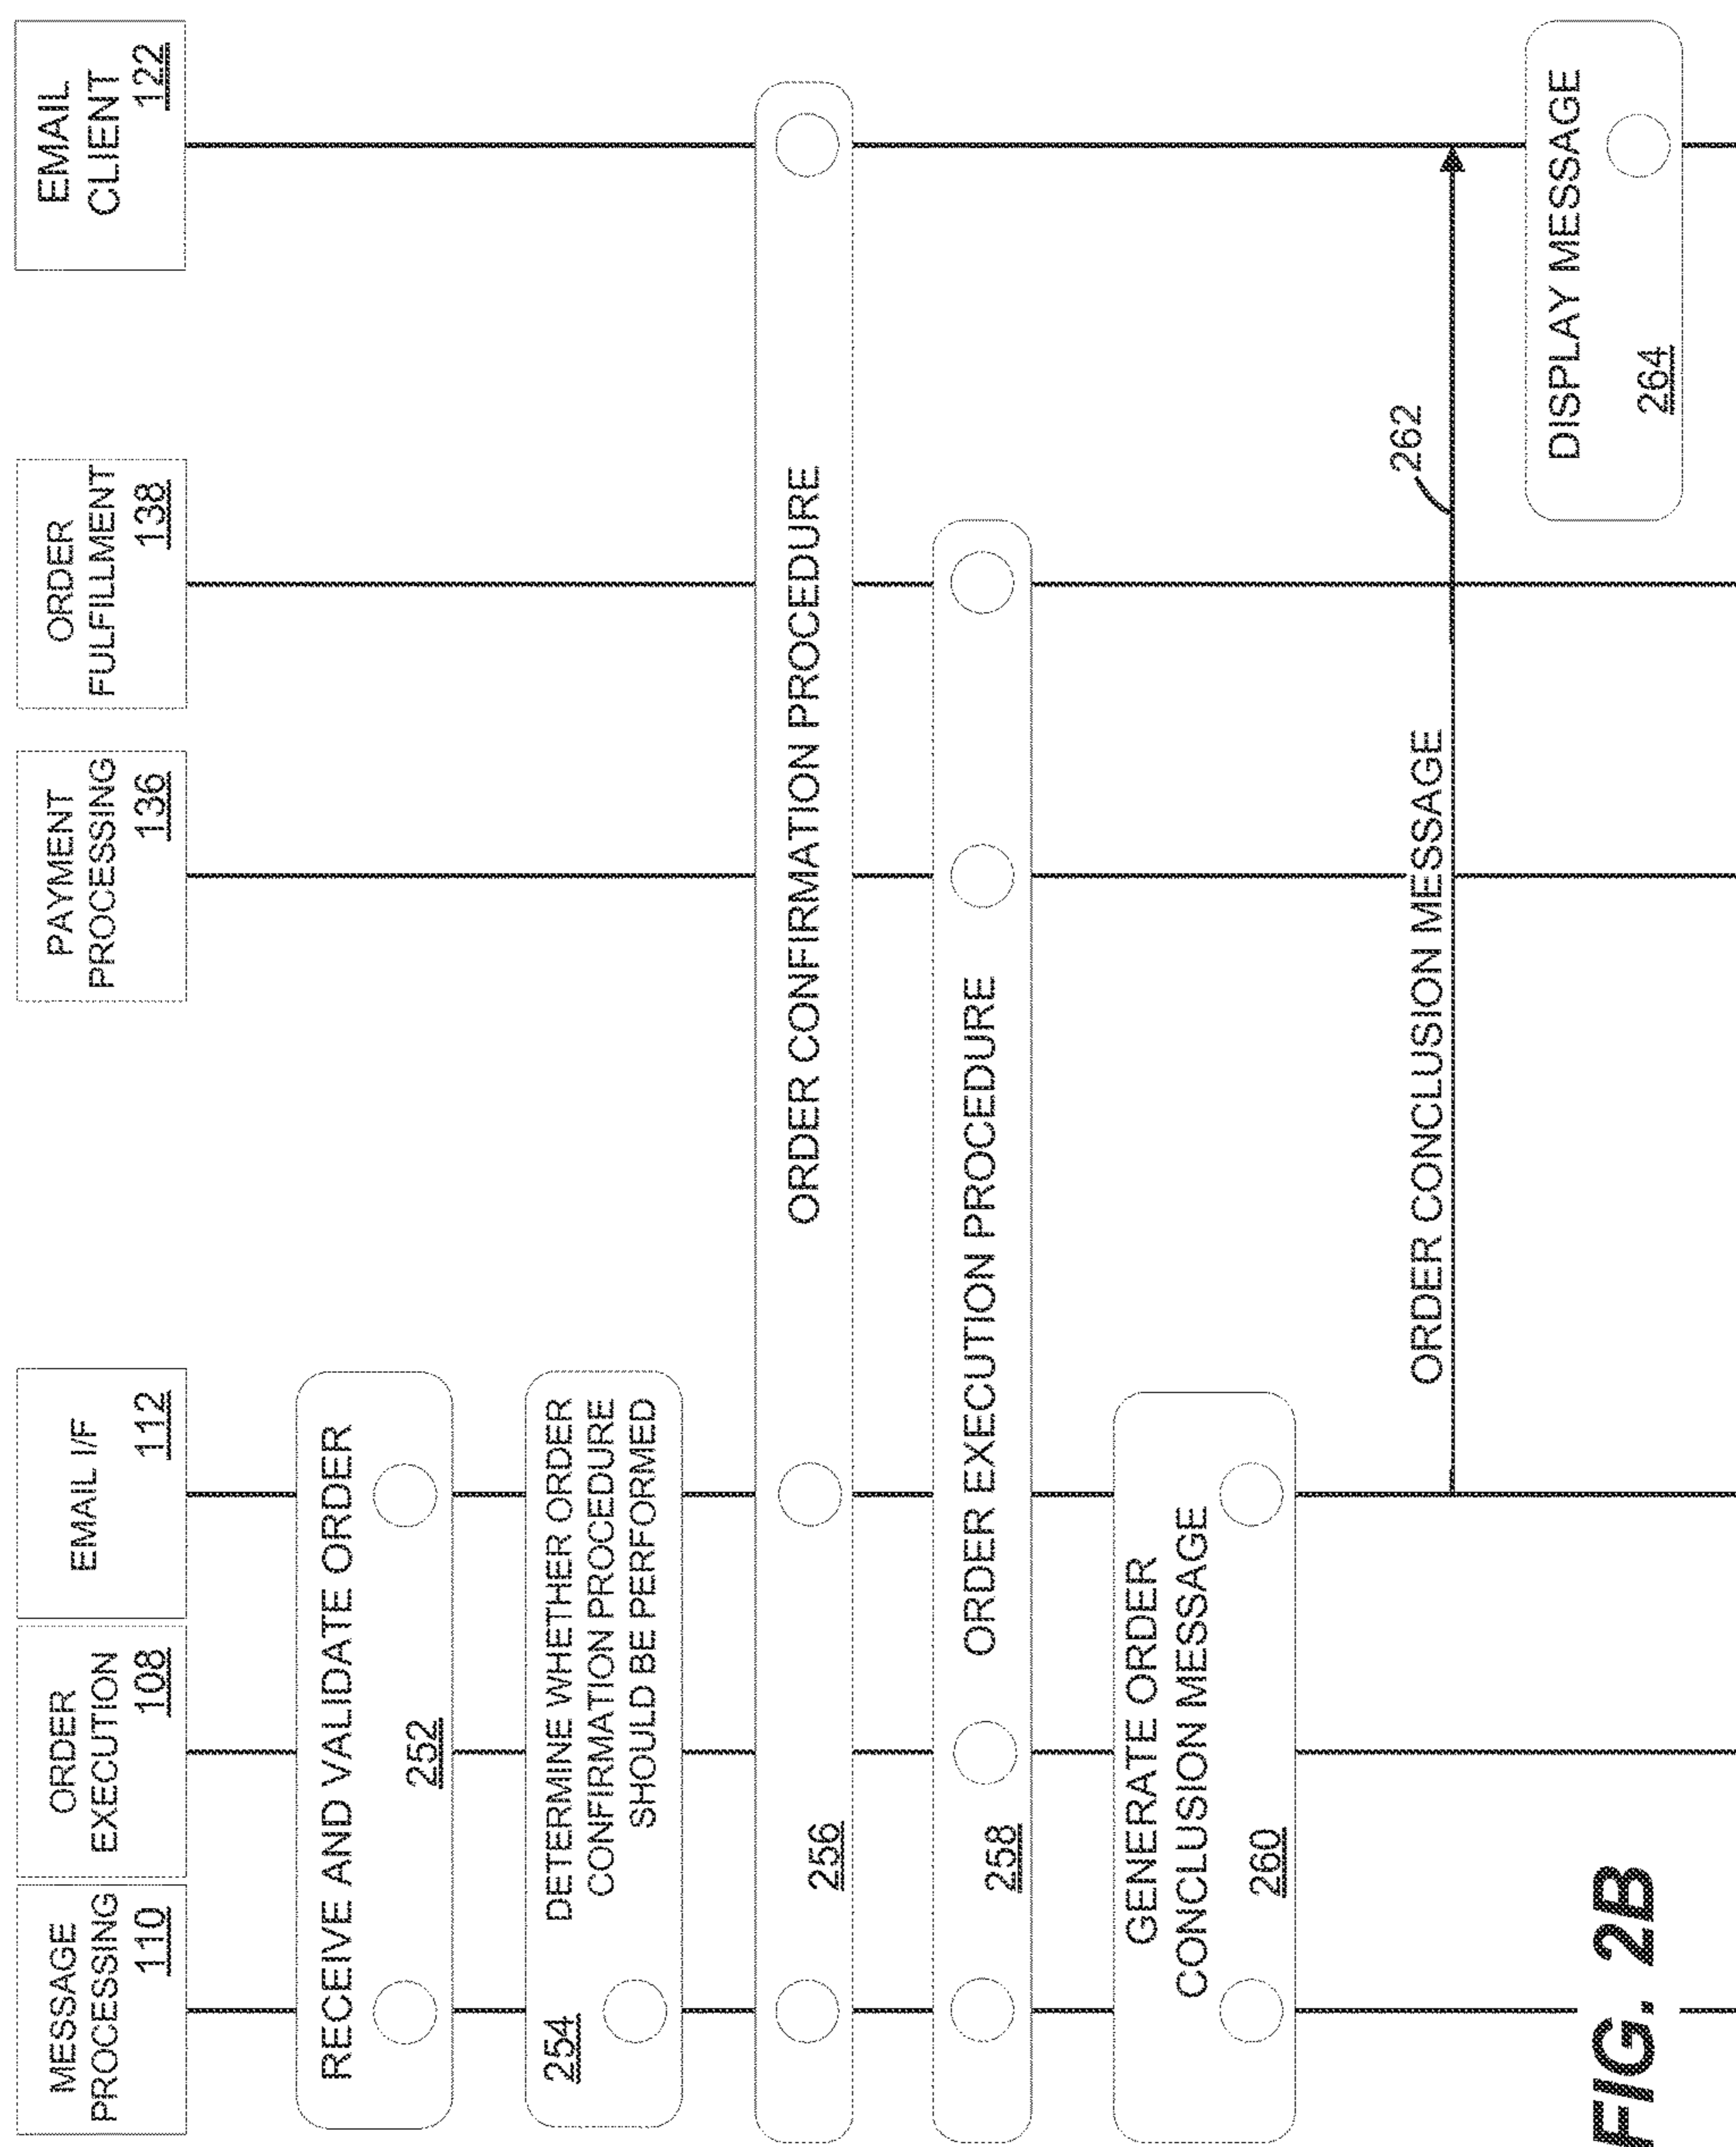 MESSAGE
PROCESSING
110
ORDER
EXECUTION
108
EMAIL I/F
112
PAYMENT
PROCESSING
136
ORDER
FULFILLMENT
138
EMAIL
CLIENT
122
RECEIVE AND VALIDATE ORDER
252
254
DETERMINE WHETHER ORDER
CONFIRMATION PROCEDURE
SHOULD BE PERFORMED
ORDER CONFIRMATION PROCEDURE
256
ORDER EXECUTION PROCEDURE
258
GENERATE ORDER
CONCLUSION MESSAGE
260
262
ORDER CONCLUSION MESSAGE
DISPLAY MESSAGE
264
FIG. 2B